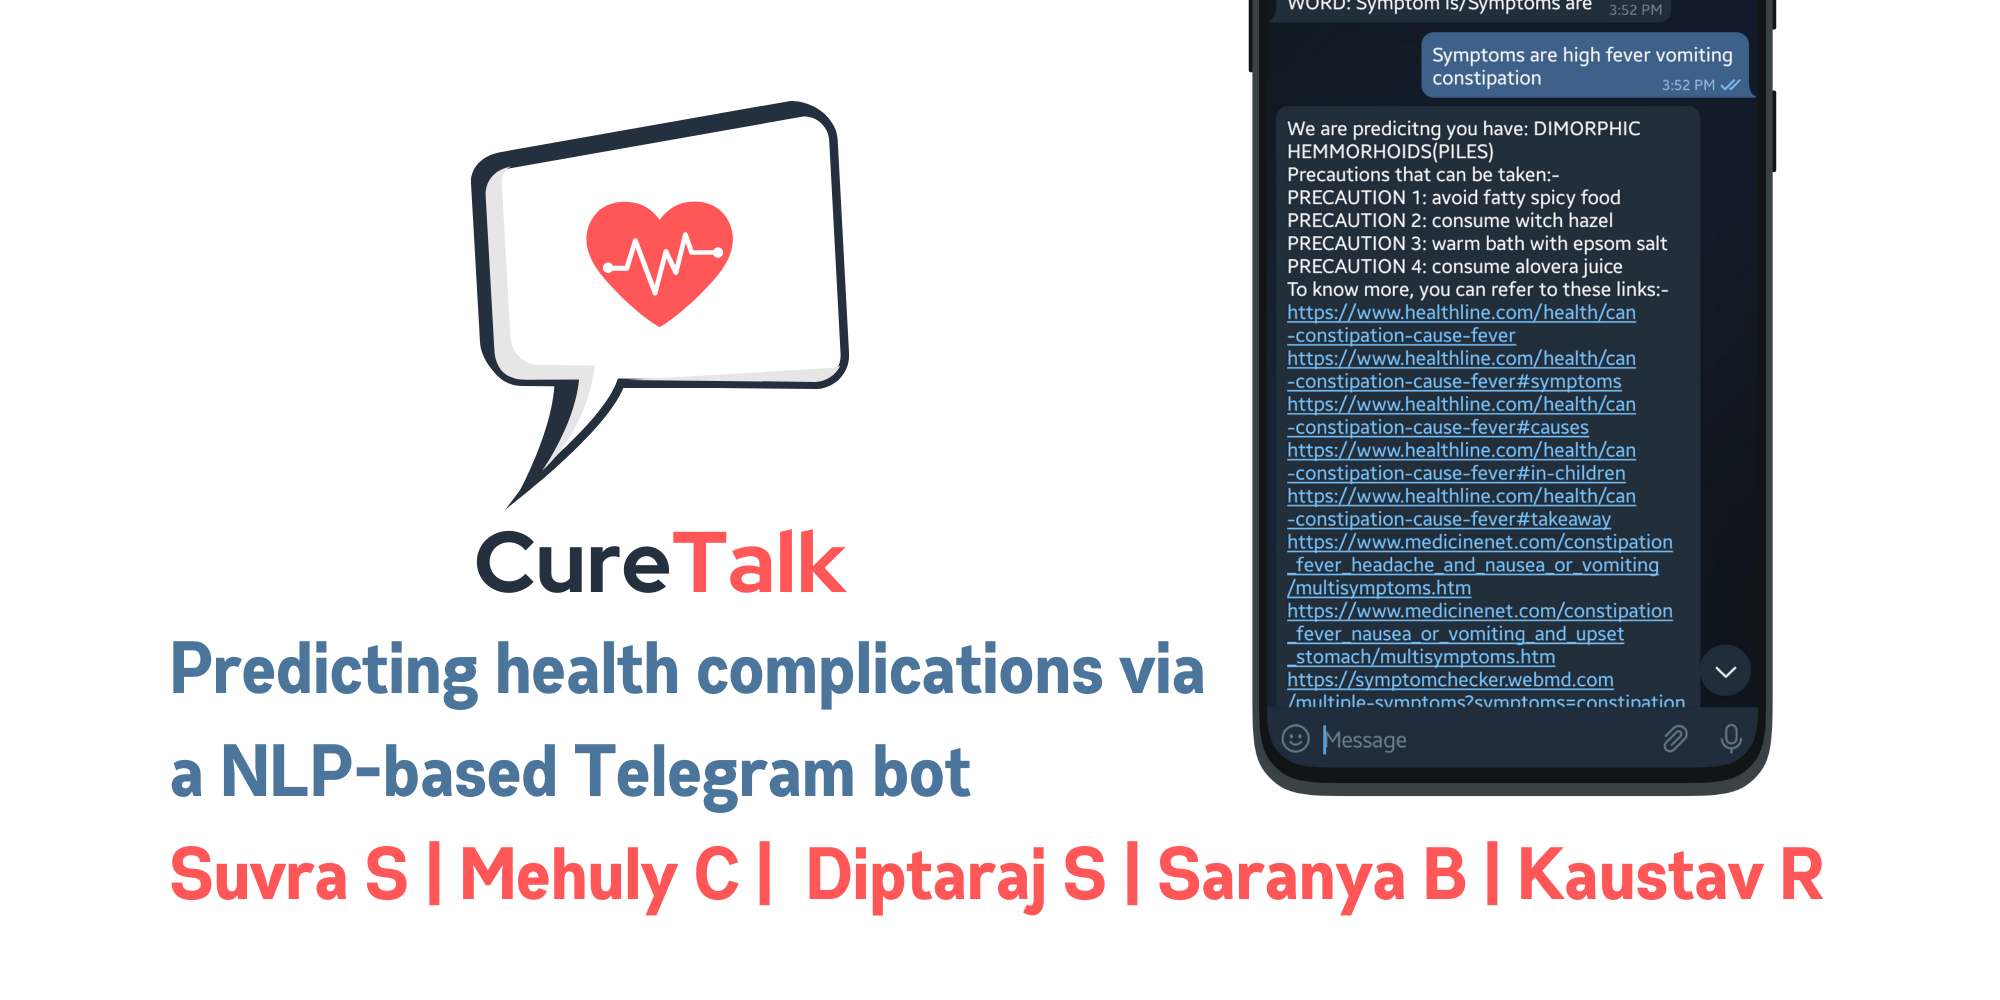 CureTalk
Predicting health complications via
a NLP-based Telegram bot
Suvra S | Mehuly C | Diptaraj S | Saranya B | Kaustav R
WORD: Symptom is/Symptoms are 3:52 PM
Symptoms are high fever vomiting
constipation 3:52 PM
We are predicitng you have: DIMORPHIC
HEMMORHOIDS(PILES)
Precautions that can be taken:-
PRECAUTION 1: avoid fatty spicy food
PRECAUTION 2: consume witch hazel
PRECAUTION 3: warm bath with epsom salt
PRECAUTION 4: consume alovera juice
To know more, you can refer to these links:-
https://www.healthline.com/health/can
-constipation-cause-fever
https://www.healthline.com/health/can
-constipation-cause-fever#symptoms
https://www.healthline.com/health/can
-constipation-cause-fever#causes
https://www.healthline.com/health/can
-constipation-cause-fever#in-children
https://www.healthline.com/health/can
-constipation-cause-fever#takeaway
https://www.medicinenet.com/constipation
_fever_headache_and_nausea_or_vomiting
/multisymptoms.htm
https://www.medicinenet.com/constipation
_fever_nausea_or_vomiting_and_upset
_stomach/multisymptoms.htm
https://symptomchecker.webmd.com
/multiple-symptoms?symptoms=constipation
Message